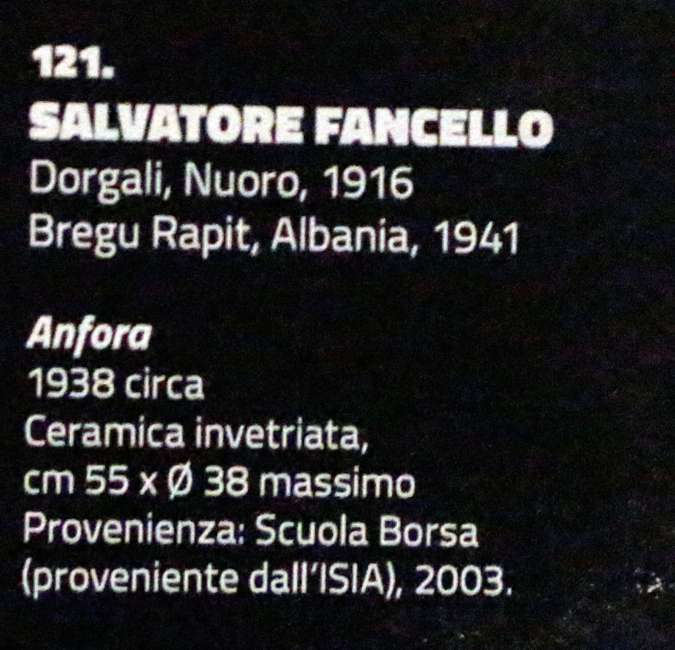 121.
SALVATORE FANCELLO
Dorgali, Nuoro, 1916
Bregu Rapit, Albania, 1941
Anfora
1938 circa
Ceramica invetriata,
cm 55 x Ø 38 massimo
Provenienza: Scuola Borsa
(proveniente dall'ISIA), 2003.